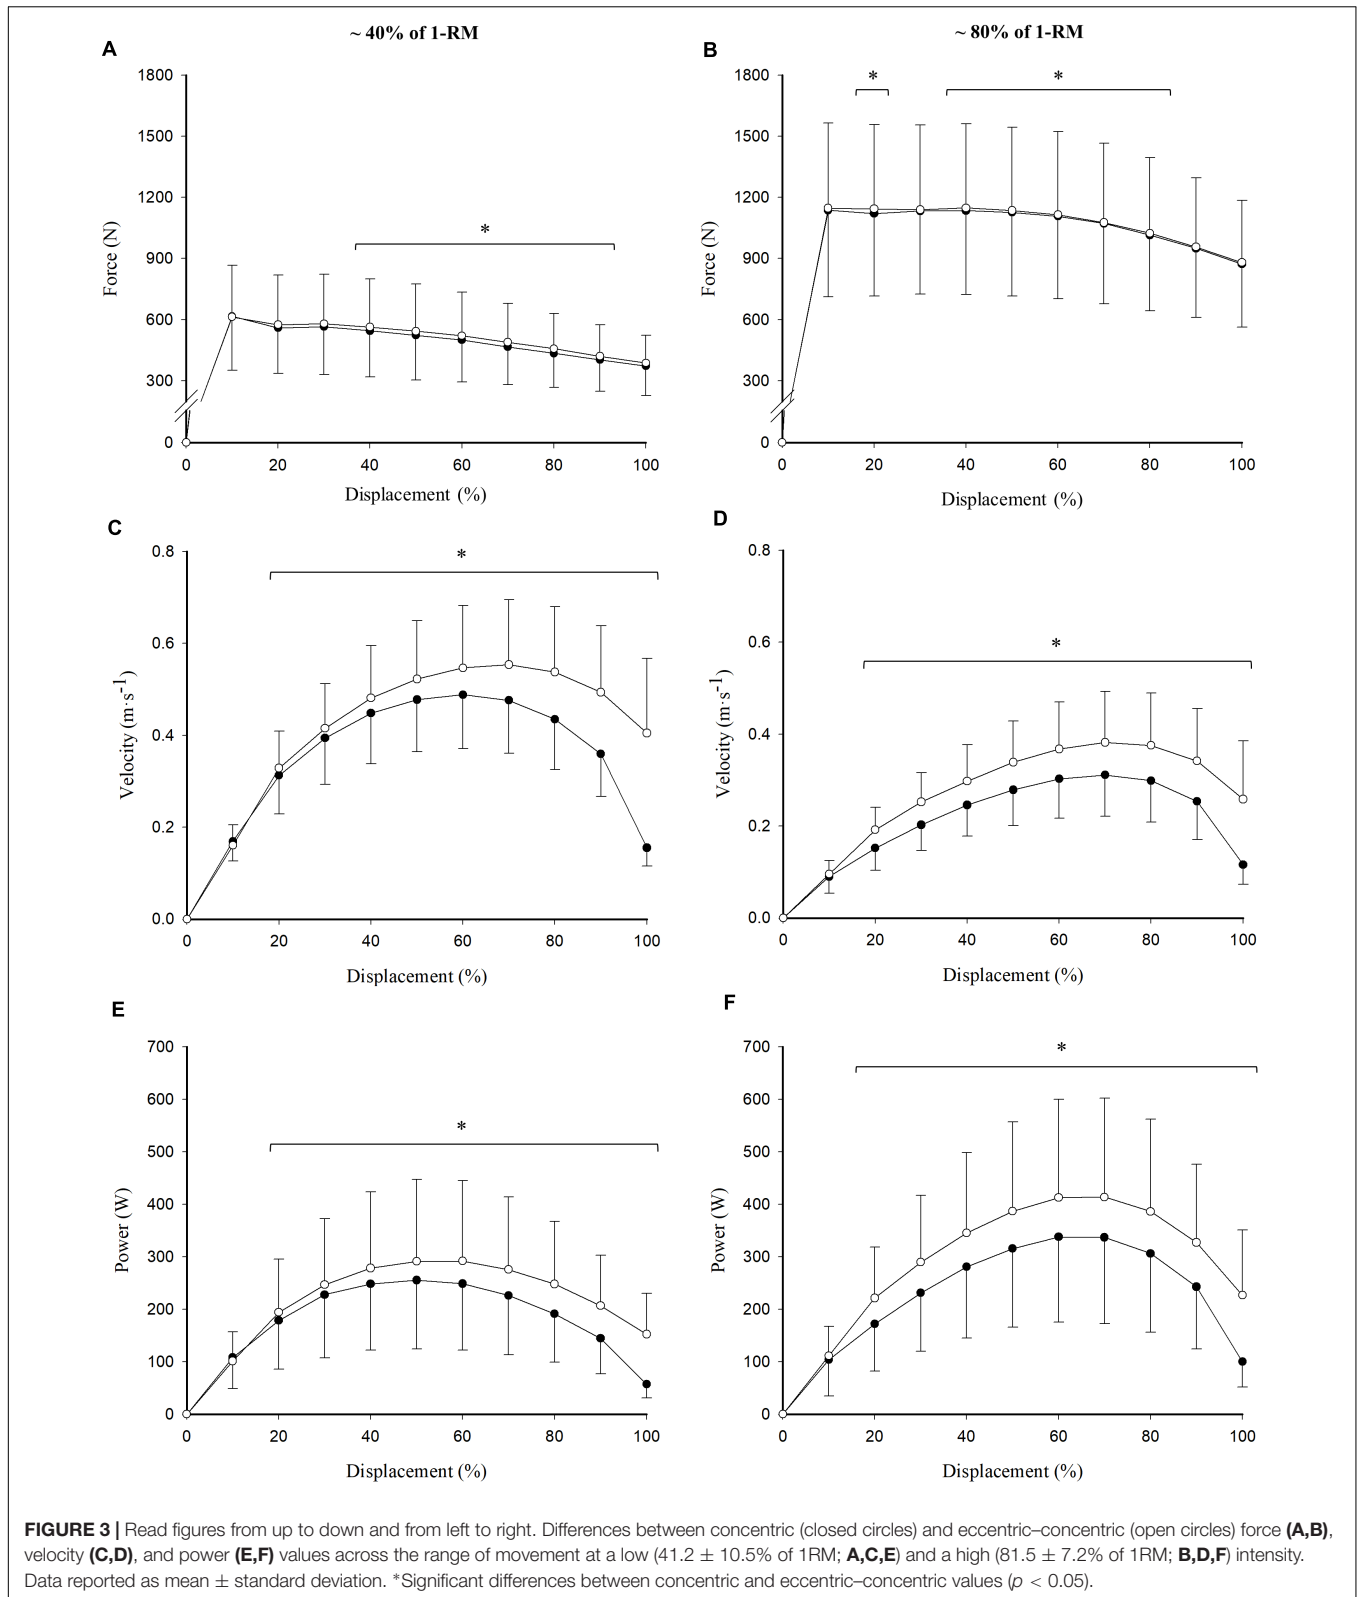 ~ 40% of 1-RM
~ 80% of 1-RM
A
1800
1500
1200
900
600
300
0
Force (N)
*
0 20 40 60 80 100
Displacement (%)
B
1800
1500
1200
900
600
300
0
Force (N)
* *
0 20 40 60 80 100
Displacement (%)
C
0.8
0.6
0.4
0.2
0.0
Velocity (m·s-1)
*
0 20 40 60 80 100
Displacement (%)
D
0.8
0.6
0.4
0.2
0.0
Velocity (m·s-1)
*
0 20 40 60 80 100
Displacement (%)
E
700
600
500
400
300
200
100
0
Power (W)
*
0 20 40 60 80 100
Displacement (%)
F
700
600
500
400
300
200
100
0
Power (W)
*
0 20 40 60 80 100
Displacement (%)
FIGURE 3 | Read figures from up to down and from left to right. Differences between concentric (closed circles) and eccentric–concentric (open circles) force (A,B),
velocity (C,D), and power (E,F) values across the range of movement at a low (41.2 ± 10.5% of 1RM; A,C,E) and a high (81.5 ± 7.2% of 1RM; B,D,F) intensity.
Data reported as mean ± standard deviation. *Significant differences between concentric and eccentric–concentric values (p < 0.05).